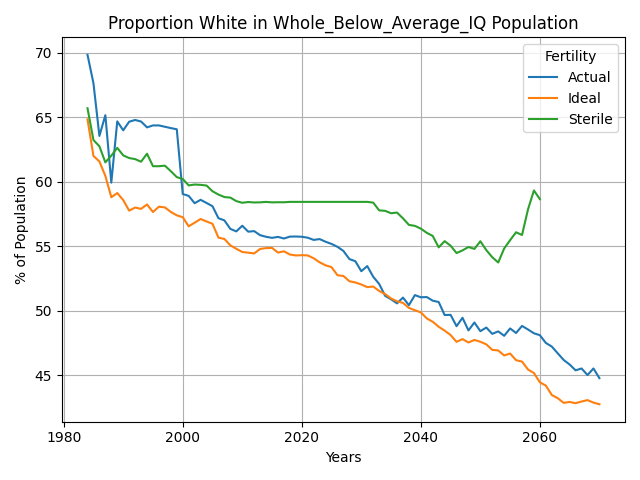 Proportion White in Whole_Below_Average_IQ Population
% of Population
70
65
60
55
50
45
Fertility
Actual
Ideal
Sterile
1980
2000
2020
2040
2060
Years